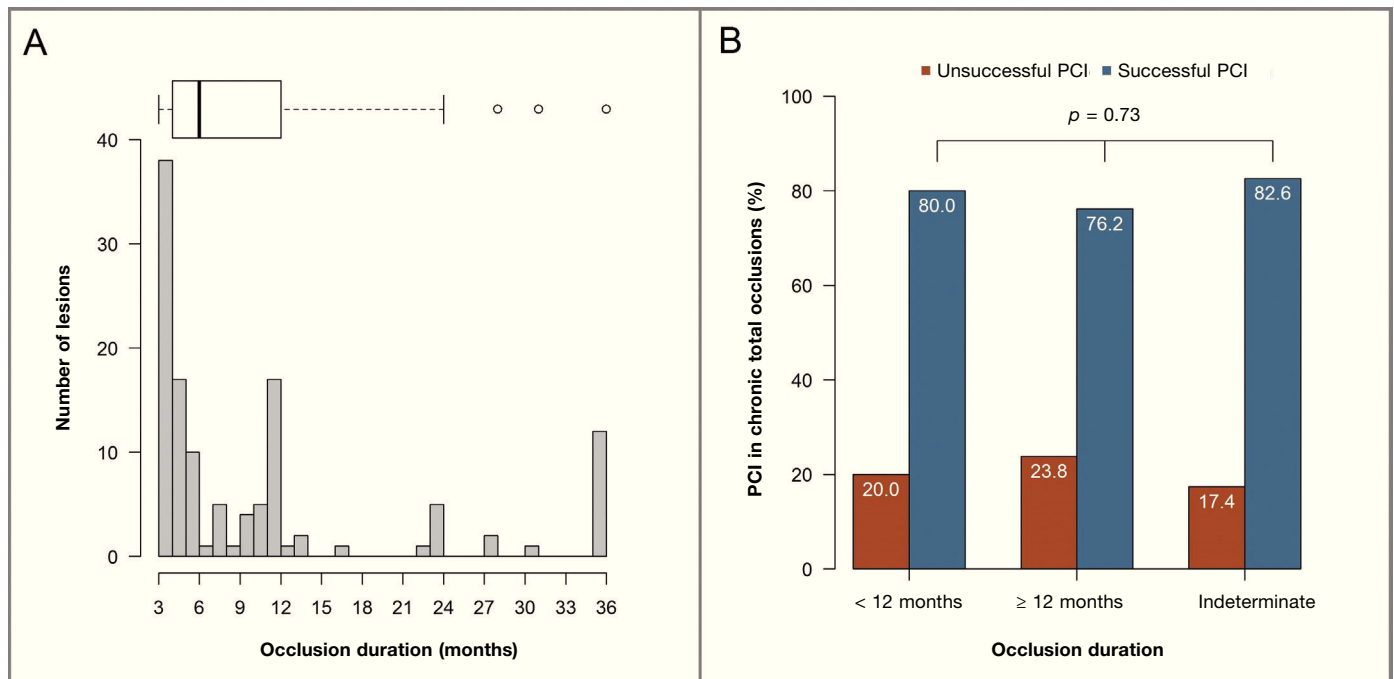 A
40
30
20
10
0
Number of lesions
3 6 9 12 15 18 21 24 27 30 33 36
Occlusion duration (months)
B
Unsuccessful PCI Successful PCI
p = 0.73
100
80
60
40
20
0
PCI in chronic total occlusions (%)
20.0 80.0 23.8 76.2 17.4 82.6
< 12 months ≥ 12 months Indeterminate
Occlusion duration